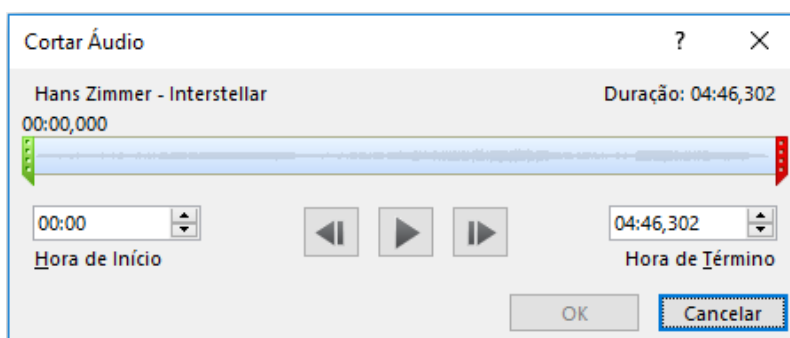 Cortar Áudio ?
Hans Zimmer - Interstellar Duração: 04:46,302
00:00,000
00:00 04:46,302
Hora de Início Hora de Término
OK Cancelar